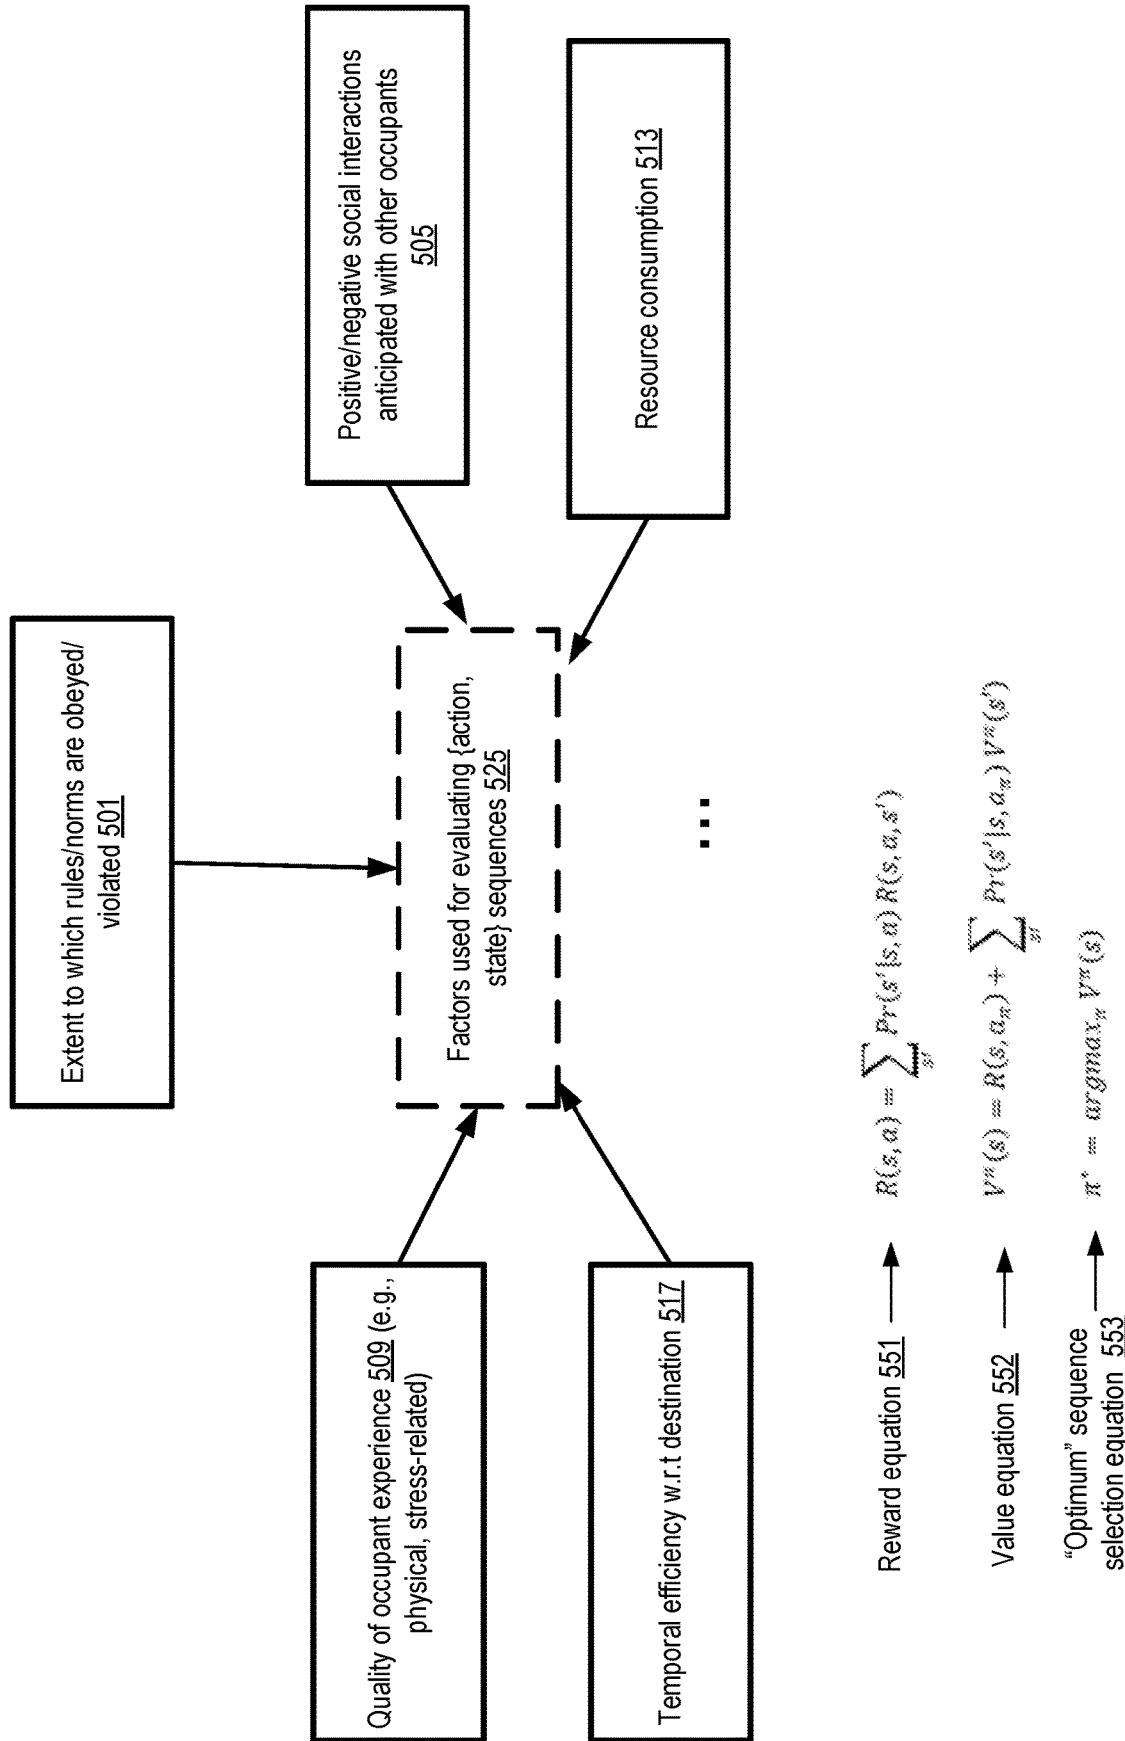 Extent to which rules/norms are obeyed/
violated 501
Positive/negative social interactions
anticipated with other occupants
505
Quality of occupant experience 509 (e.g.,
physical, stress-related)
Factors used for evaluating {action,
state} sequences 525
Resource consumption 513
Temporal efficiency w.r.t destination 517
...
Reward equation 551 R(s, a) = ∑s′ Pr(s′|s, a) R(s, a, s′)
Value equation 552 Vπ(s) = R(s, aπ) + ∑s′ Pr(s′|s, aπ) Vπ(s′)
“Optimum” sequence
selection equation 553 π* = argmaxπ Vπ(s)